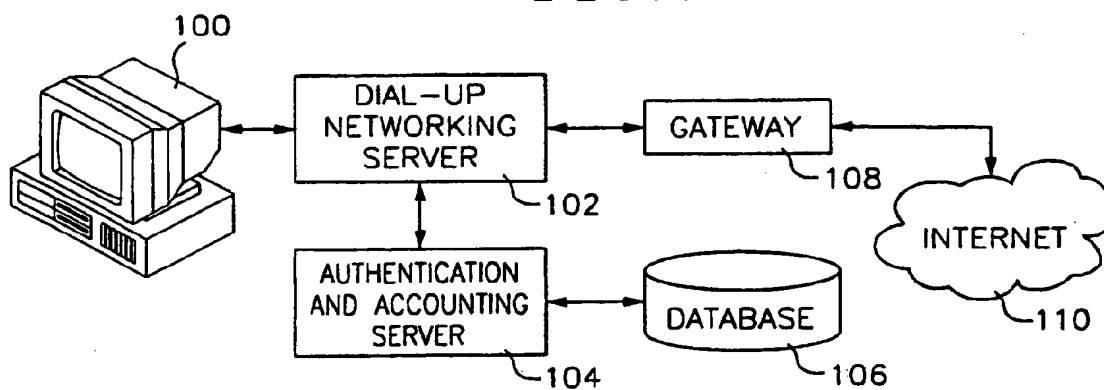 100
DIAL-UP
NETWORKING
SERVER
102
GATEWAY
108
INTERNET
110
AUTHENTICATION
AND ACCOUNTING
SERVER
104
DATABASE
106